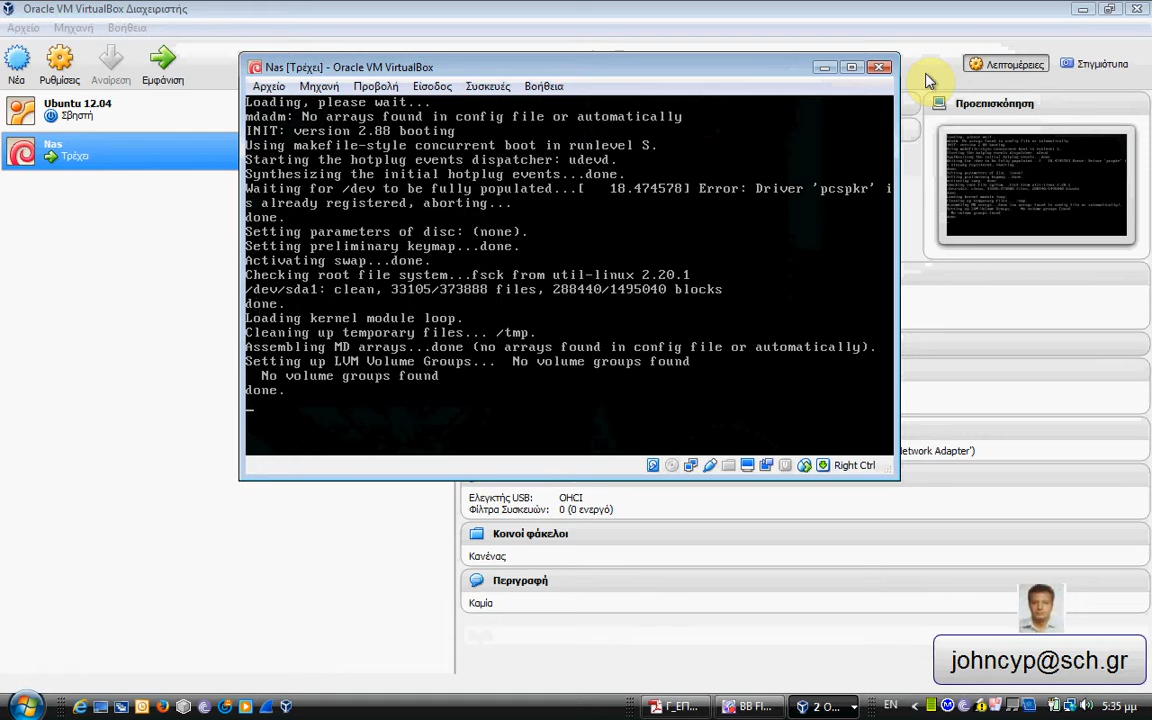 Oracle VM VirtualBox Διαχειριστής
Αρχείο Μηχανή Βοήθεια
Νέα Ρυθμίσεις Αναίρεση Εμφάνιση
Λεπτομέρειες Στιγμιότυπα
Ubuntu 12.04
Σβηστή
Nas
Τρέχει
Nas [Τρέχει] - Oracle VM VirtualBox
Αρχείο Μηχανή Προβολή Είσοδος Συσκευές Βοήθεια
Loading, please wait...
mdadm: No arrays found in config file or automatically
INIT: version 2.88 booting
Using makefile-style concurrent boot in runlevel S.
Starting the hotplug events dispatcher: udevd.
Synthesizing the initial hotplug events...done.
Waiting for /dev to be fully populated...[   18.474578] Error: Driver 'pcspkr' i
s already registered, aborting...
done.
Setting parameters of disc: (none).
Setting preliminary keymap...done.
Activating swap...done.
Checking root file system...fsck from util-linux 2.20.1
/dev/sda1: clean, 33105/373888 files, 288440/1495040 blocks
done.
Loading kernel module loop.
Cleaning up temporary files... /tmp.
Assembling MD arrays...done (no arrays found in config file or automatically).
Setting up LVM Volume Groups...  No volume groups found
No volume groups found
done.
Right Ctrl
Προεπισκόπηση
Network Adapter')
Ελεγκτής USB: OHCI
Φίλτρα Συσκευών: 0 (0 ενεργό)
Κοινοί φάκελοι
Κανένας
Περιγραφή
Καμία
johncyp@sch.gr
Γ_ΕΠ... BB Fl... 2 O... EN 5:35 μμ